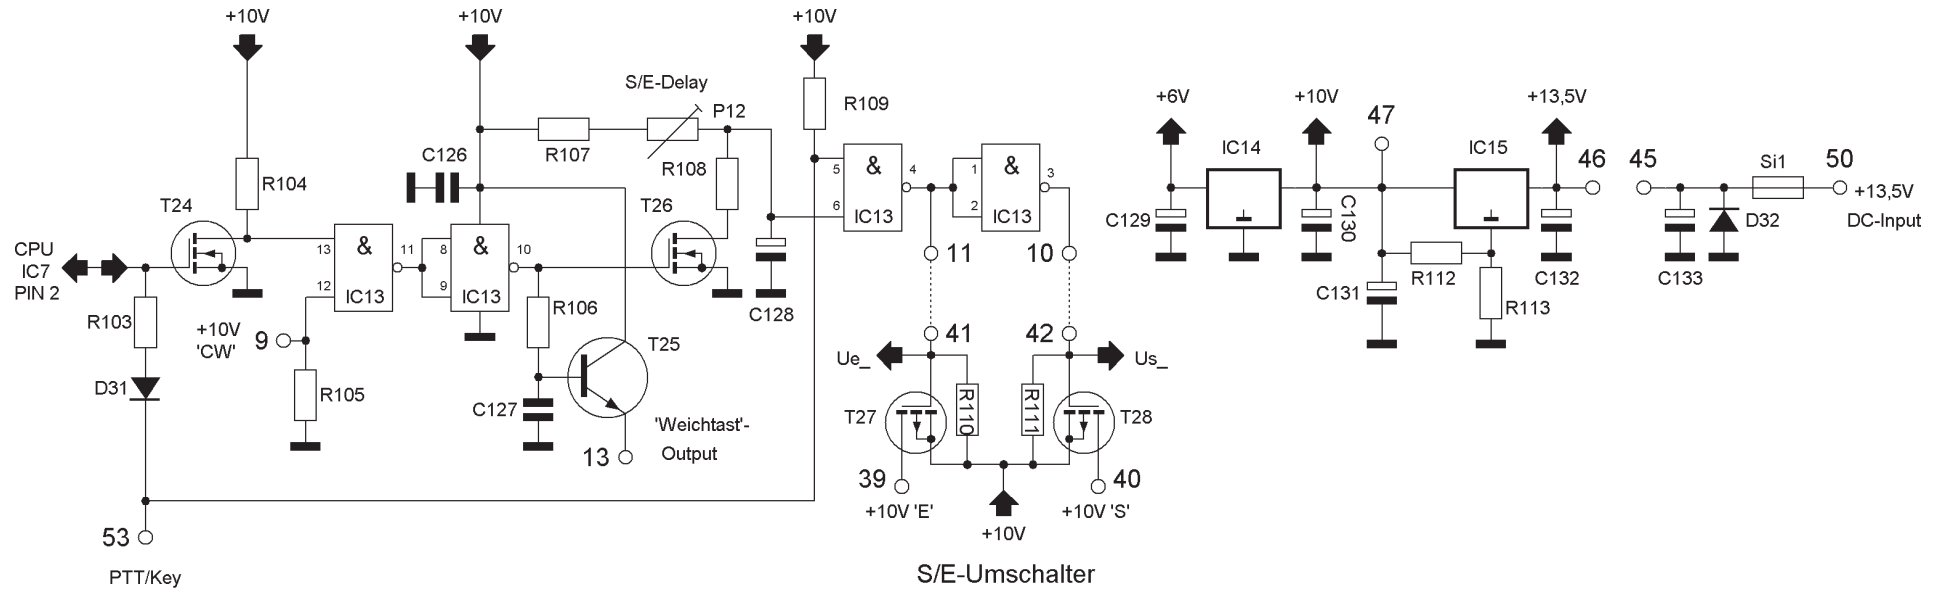 +10V
+10V
+10V
S/E-Delay
P12
R109
R107
R108
C126
R104
T24
T26
&
&
&
&
13
12
11
8
9
10
5
6
4
1
2
3
IC13
IC13
IC13
IC13
CPU
IC7
PIN 2
R103
+10V
'CW'
9
R105
D31
R106
C127
T25
C128
13
'Weichtast'-
Output
53
PTT/Key
11
10
41
42
Ue_
Us_
T27
R110
R111
T28
39
40
+10V 'E'
+10V 'S'
+10V
S/E-Umschalter
+6V
+10V
47
+13,5V
IC14
IC15
46
45
Si1
50
+13,5V
DC-Input
C129
C130
C131
R112
R113
C132
C133
D32